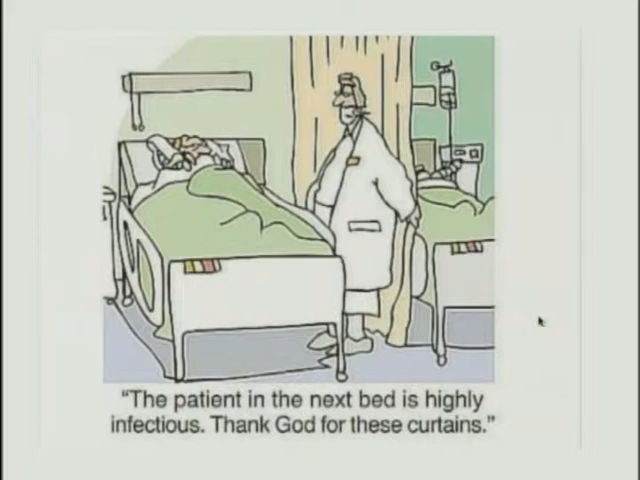 “The patient in the next bed is highly
infectious. Thank God for these curtains.”